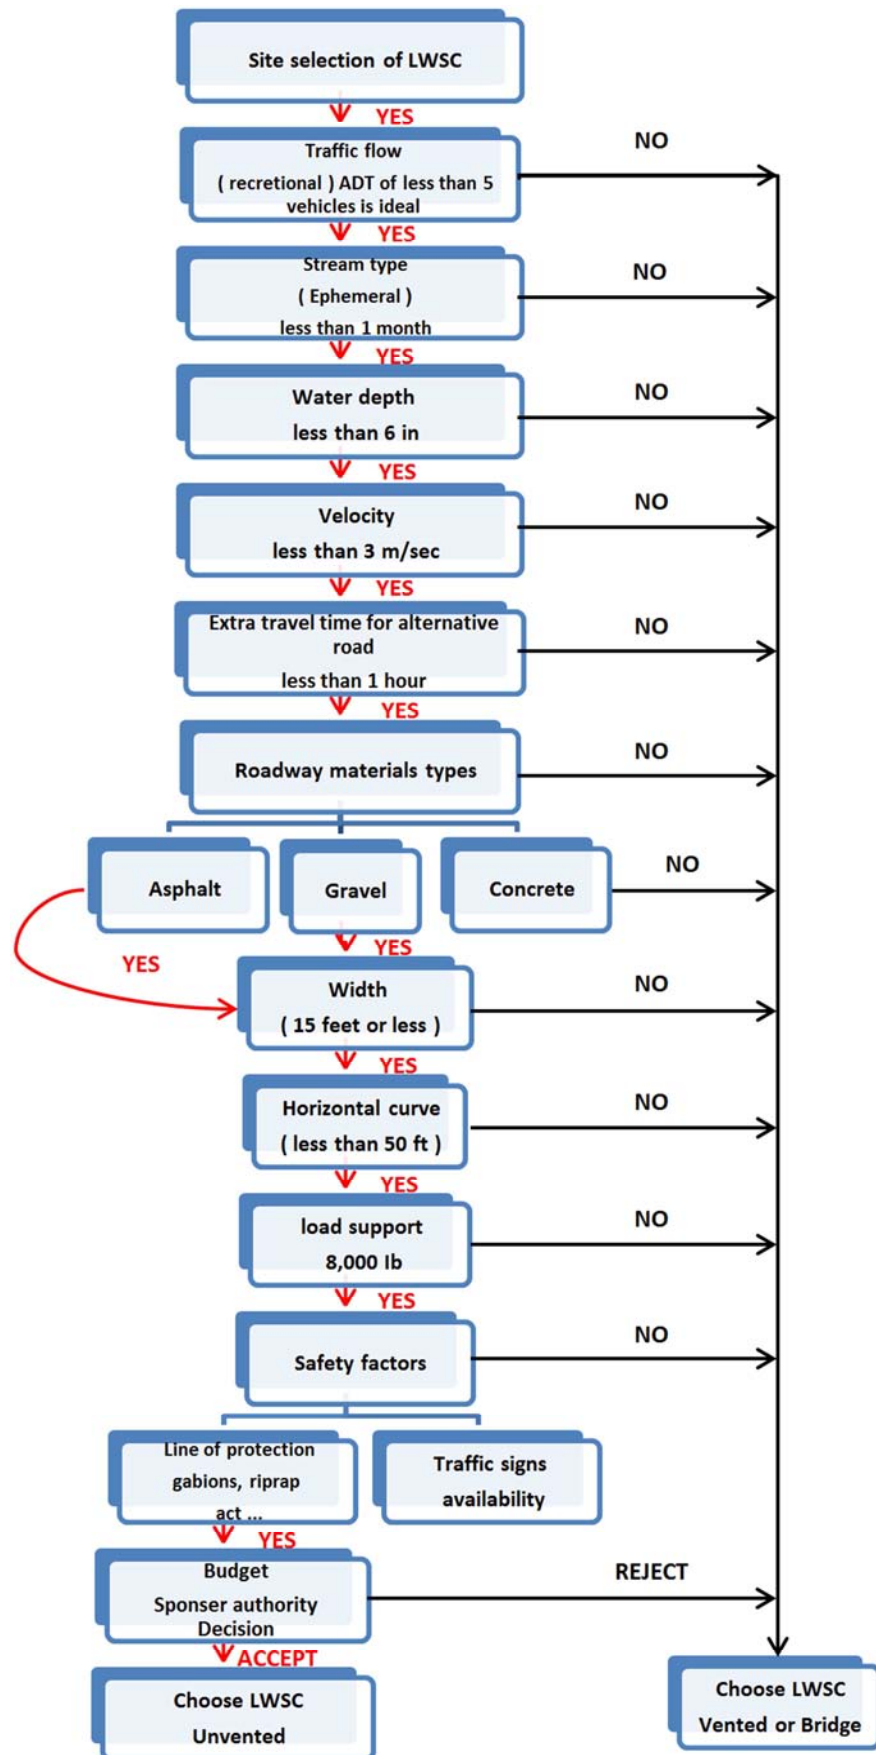 Site selection of LWSC
YES
Traffic flow
( recretional ) ADT of less than 5
vehicles is ideal
NO
YES
Stream type
( Ephemeral )
less than 1 month
NO
YES
Water depth
less than 6 in
NO
YES
Velocity
less than 3 m/sec
NO
YES
Extra travel time for alternative
road
less than 1 hour
NO
YES
Roadway materials types
NO
Asphalt
Gravel
Concrete
NO
YES
YES
Width
( 15 feet or less )
NO
YES
Horizontal curve
( less than 50 ft )
NO
YES
load support
8,000 Ib
NO
YES
Safety factors
NO
Line of protection
gabions, riprap
act ...
Traffic signs
availability
YES
Budget
Sponser authority
Decision
REJECT
ACCEPT
Choose LWSC
Unvented
Choose LWSC
Vented or Bridge